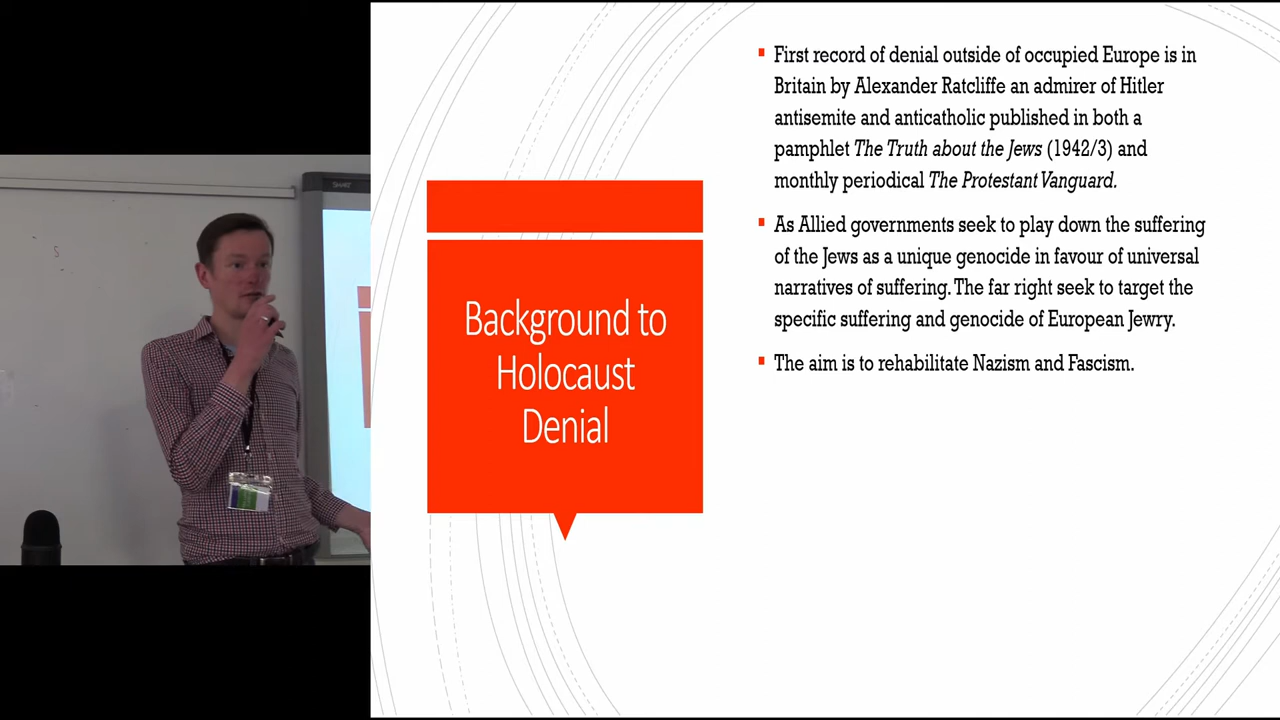 First record of denial outside of occupied Europe is in
Britain by Alexander Ratcliffe an admirer of Hitler
antisemite and anticatholic published in both a
pamphlet The Truth about the Jews (1942/3) and
monthly periodical The Protestant Vanguard.
As Allied governments seek to play down the suffering
of the Jews as a unique genocide in favour of universal
narratives of suffering. The far right seek to target the
specific suffering and genocide of European Jewry.
The aim is to rehabilitate Nazism and Fascism.
Background to
Holocaust
Denial
SMART